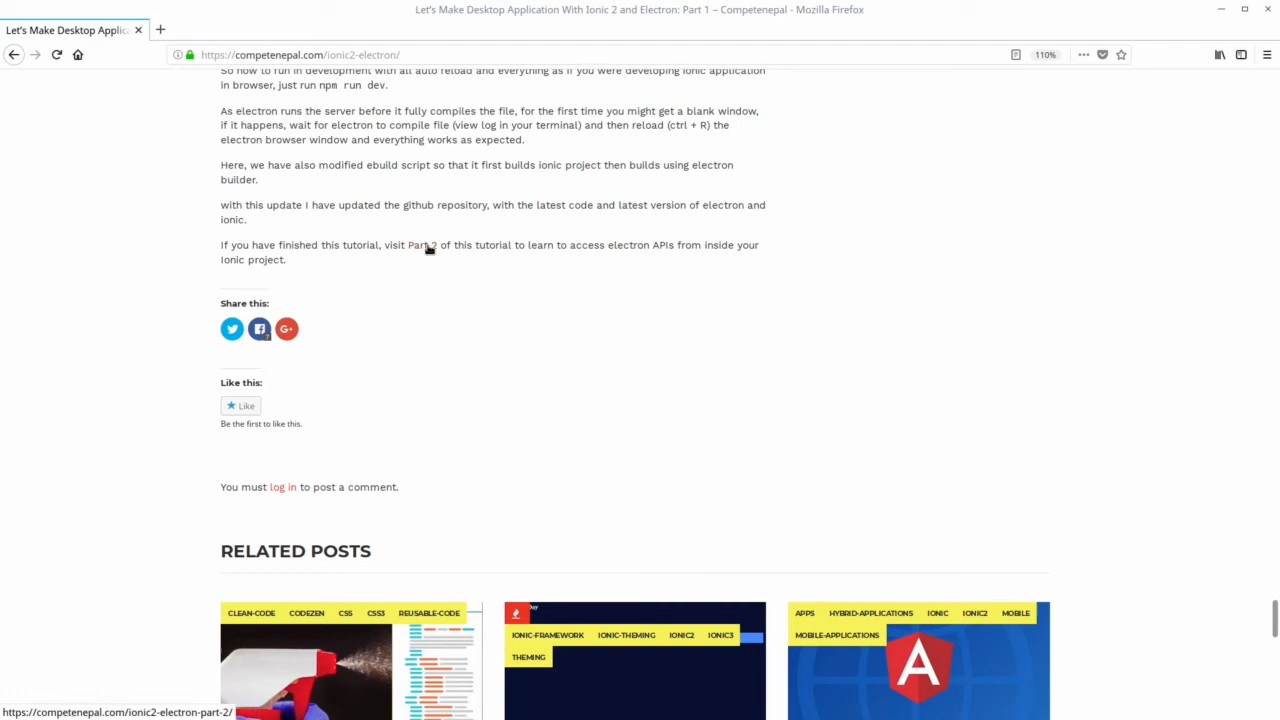 Let's Make Desktop Application With Ionic 2 and Electron: Part 1 – Competenepal - Mozilla Firefox
Let's Make Desktop Applic
https://competenepal.com/ionic2-electron/
110%
So now to run in development with all auto reload and everything as if you were developing ionic application
in browser, just run npm run dev.
As electron runs the server before it fully compiles the file, for the first time you might get a blank window,
if it happens, wait for electron to compile file (view log in your terminal) and then reload (ctrl + R) the
electron browser window and everything works as expected.
Here, we have also modified ebuild script so that it first builds ionic project then builds using electron
builder.
with this update I have updated the github repository, with the latest code and latest version of electron and
ionic.
If you have finished this tutorial, visit Part 2 of this tutorial to learn to access electron APIs from inside your
Ionic project.
Share this:
G+
Like this:
Like
Be the first to like this.
You must log in to post a comment.
RELATED POSTS
CLEAN-CODE CODEZEN CSS CSS3 REUSABLE-CODE
Day
IONIC-FRAMEWORK IONIC-THEMING IONIC2 IONIC3
THEMING
APPS HYBRID-APPLICATIONS IONIC IONIC2 MOBILE
MOBILE-APPLICATIONS
A
https://competenepal.com/ionic2-electron-part-2/